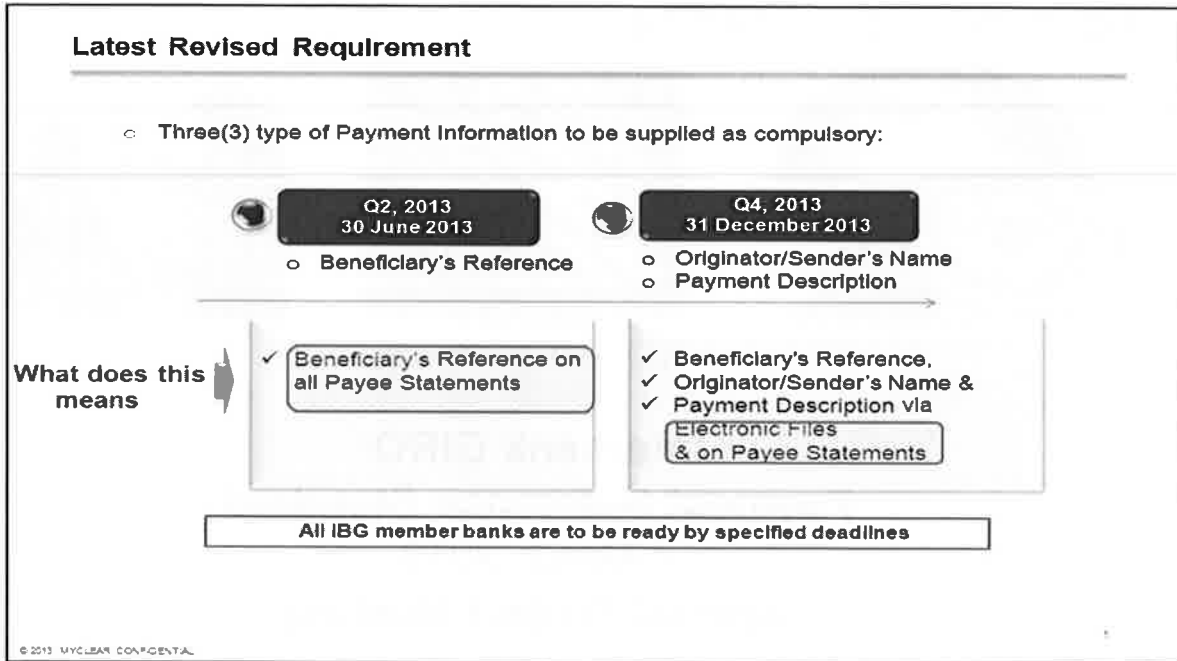 Latest Revised Requirement
Three(3) type of Payment Information to be supplied as compulsory:
Q2, 2013
30 June 2013
Beneficiary's Reference
Q4, 2013
31 December 2013
Originator/Sender's Name
Payment Description
What does this
means
Beneficiary's Reference on
all Payee Statements
Beneficiary's Reference,
Originator/Sender's Name &
Payment Description via
Electronic Files
& on Payee Statements
All IBG member banks are to be ready by specified deadlines
© 2013 MYCLEAR CONFIDENTIAL